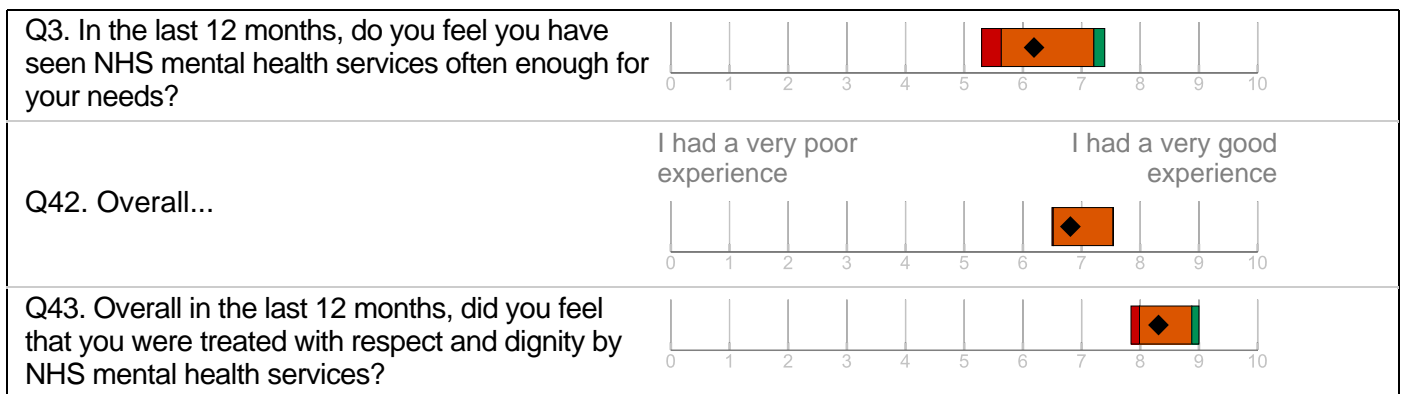 Q3. In the last 12 months, do you feel you have
seen NHS mental health services often enough for
your needs?
0 1 2 3 4 5 6 7 8 9 10
I had a very poor
experience
I had a very good
experience
Q42. Overall...
0 1 2 3 4 5 6 7 8 9 10
Q43. Overall in the last 12 months, did you feel
that you were treated with respect and dignity by
NHS mental health services?
0 1 2 3 4 5 6 7 8 9 10